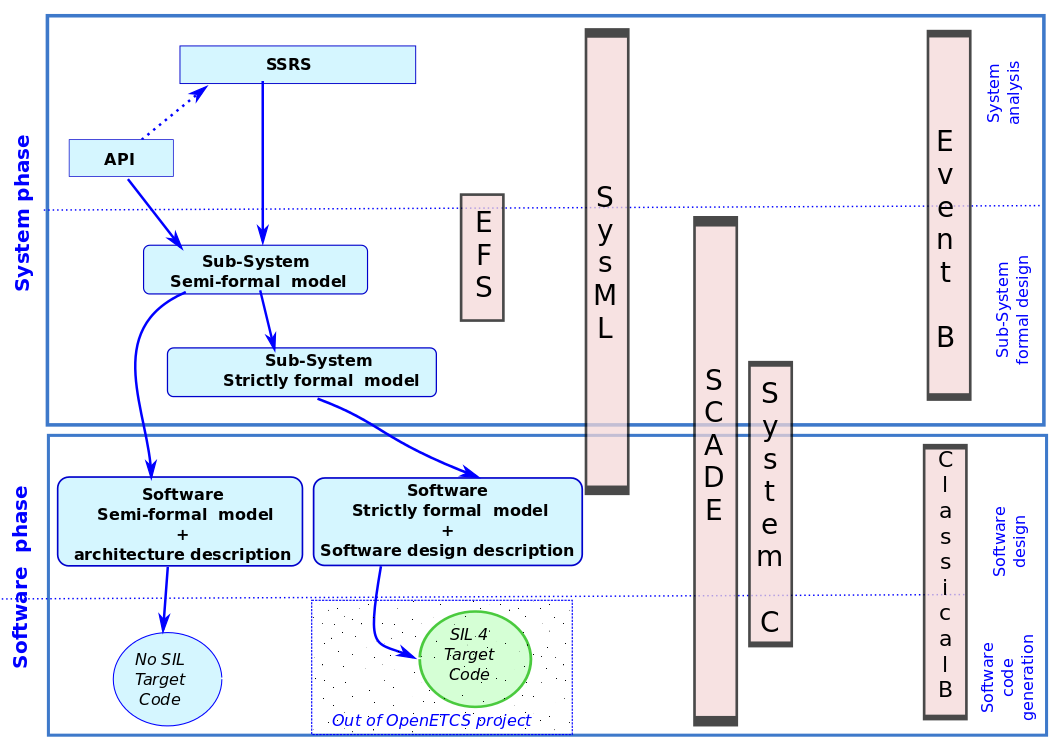 System phase
SSRS
API
Sub-System
Semi-formal model
Sub-System
Strictly formal model
EFS
SysML
SCADE
System C
Event B
System
analysis
Sub-System
formal design
Software phase
Software
Semi-formal model
+
architecture description
Software
Strictly formal model
+
Software design description
No SIL
Target
Code
SIL 4
Target
Code
Out of OpenETCS project
ClassicalB
Software
design
Software
code
generation